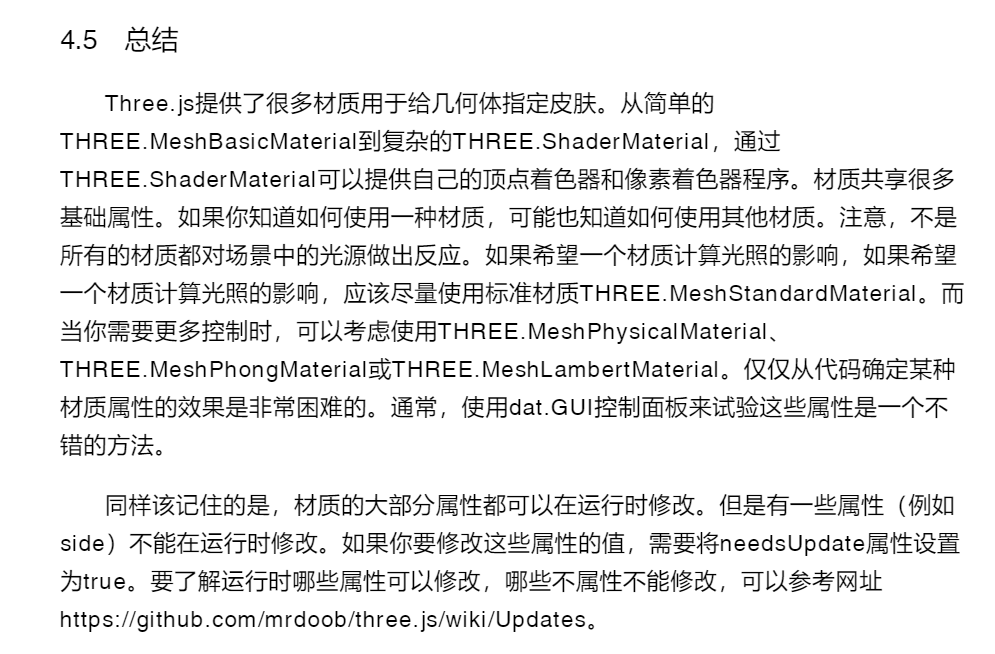 4.5 总结
Three.js提供了很多材质用于给几何体指定皮肤。从简单的
THREE.MeshBasicMaterial到复杂的THREE.ShaderMaterial，通过
THREE.ShaderMaterial可以提供自己的顶点着色器和像素着色器程序。材质共享很多
基础属性。如果你知道如何使用一种材质，可能也知道如何使用其他材质。注意，不是
所有的材质都对场景中的光源做出反应。如果希望一个材质计算光照的影响，如果希望
一个材质计算光照的影响，应该尽量使用标准材质THREE.MeshStandardMaterial。而
当你需要更多控制时，可以考虑使用THREE.MeshPhysicalMaterial、
THREE.MeshPhongMaterial或THREE.MeshLambertMaterial。仅仅从代码确定某种
材质属性的效果是非常困难的。通常，使用dat.GUI控制面板来试验这些属性是一个不
错的方法。
同样该记住的是，材质的大部分属性都可以在运行时修改。但是有一些属性（例如
side）不能在运行时修改。如果你要修改这些属性的值，需要将needsUpdate属性设置
为true。要了解运行时哪些属性可以修改，哪些不属性不能修改，可以参考网址
https://github.com/mrdoob/three.js/wiki/Updates。